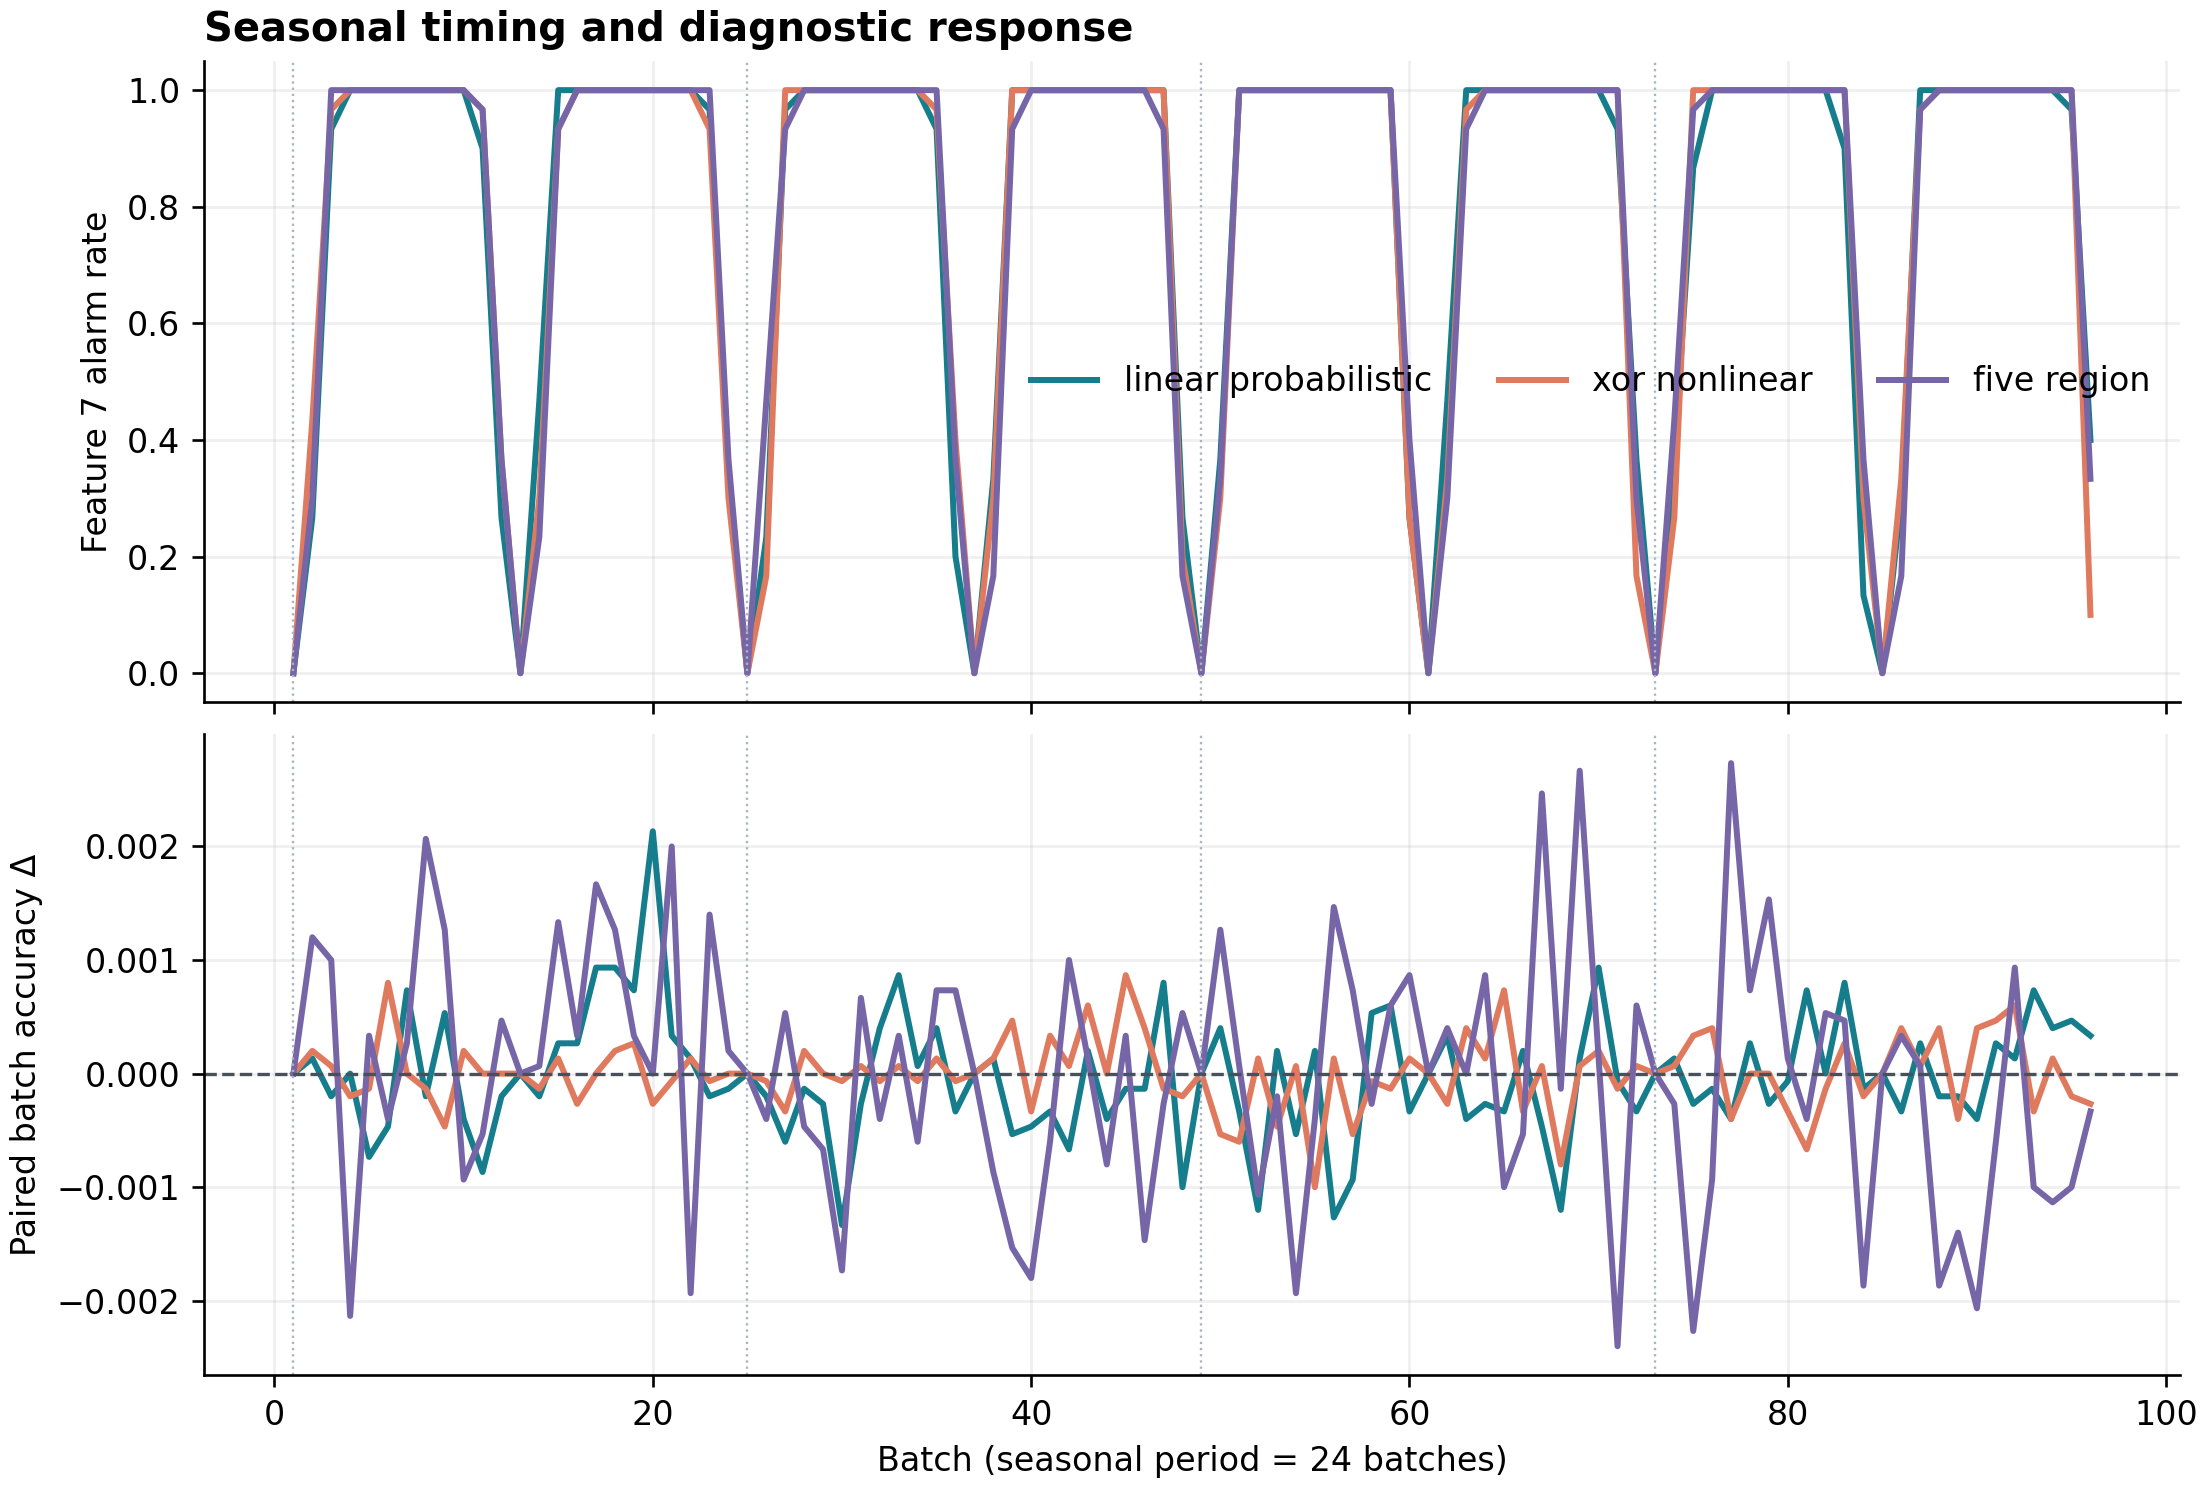 Seasonal timing and diagnostic response
Feature 7 alarm rate
1.0
0.8
0.6
0.4
0.2
0.0
linear probabilistic
xor nonlinear
five region
Paired batch accuracy Δ
0.002
0.001
0.000
−0.001
−0.002
0 20 40 60 80 100
Batch (seasonal period = 24 batches)